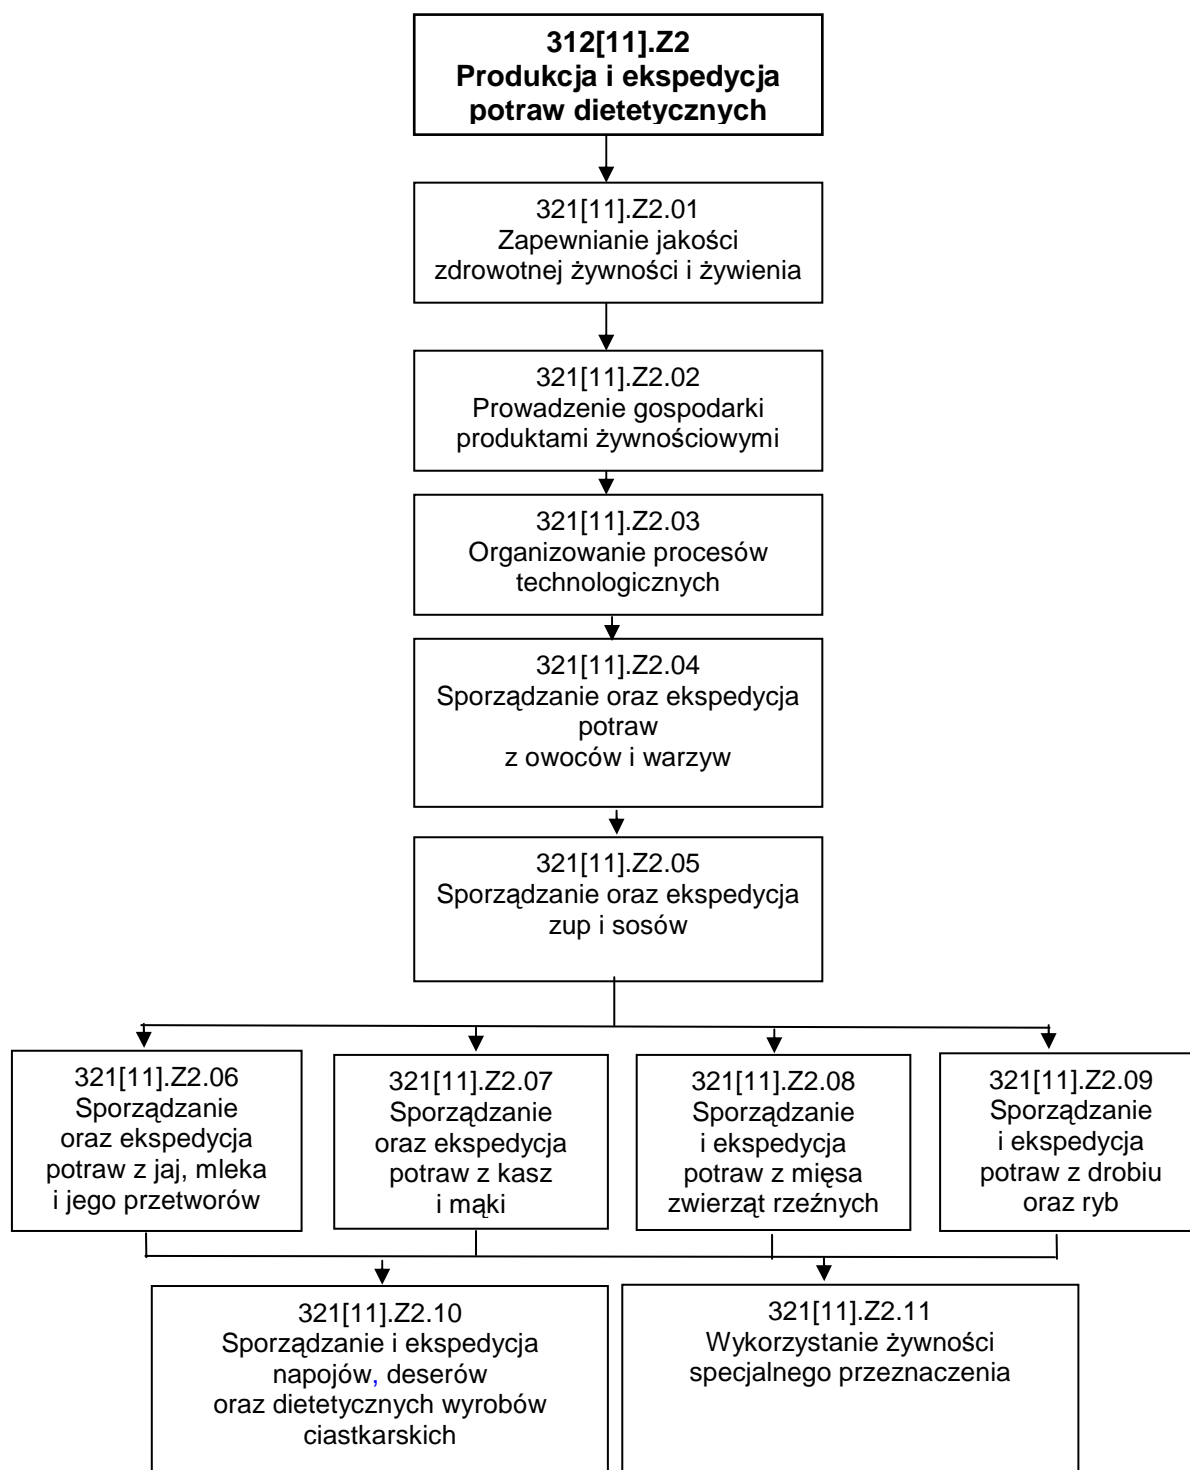 312[11].Z2
Produkcja i ekspedycja
potraw dietetycznych
321[11].Z2.01
Zapewnianie jakości
zdrowotnej żywności i żywienia
321[11].Z2.02
Prowadzenie gospodarki
produktami żywnościowymi
321[11].Z2.03
Organizowanie procesów
technologicznych
321[11].Z2.04
Sporządzanie oraz ekspedycja
potraw
z owoców i warzyw
321[11].Z2.05
Sporządzanie oraz ekspedycja
zup i sosów
321[11].Z2.06
Sporządzanie
oraz ekspedycja
potraw z jaj, mleka
i jego przetworów
321[11].Z2.07
Sporządzanie
oraz ekspedycja
potraw z kasz
i mąki
321[11].Z2.08
Sporządzanie
i ekspedycja
potraw z mięsa
zwierząt rzeźnych
321[11].Z2.09
Sporządzanie
i ekspedycja
potraw z drobiu
oraz ryb
321[11].Z2.10
Sporządzanie i ekspedycja
napojów, deserów
oraz dietetycznych wyrobów
ciastkarskich
321[11].Z2.11
Wykorzystanie żywności
specjalnego przeznaczenia